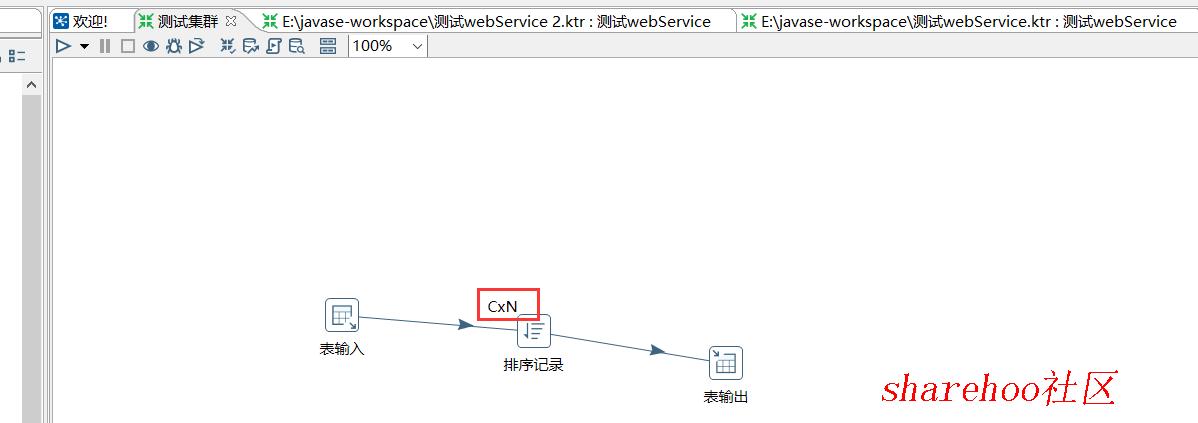 欢迎!
测试集群
E:\javase-workspace\测试webService 2.ktr : 测试webService
E:\javase-workspace\测试webService.ktr : 测试webService
100%
CxN
表输入
排序记录
表输出
sharehoo社区